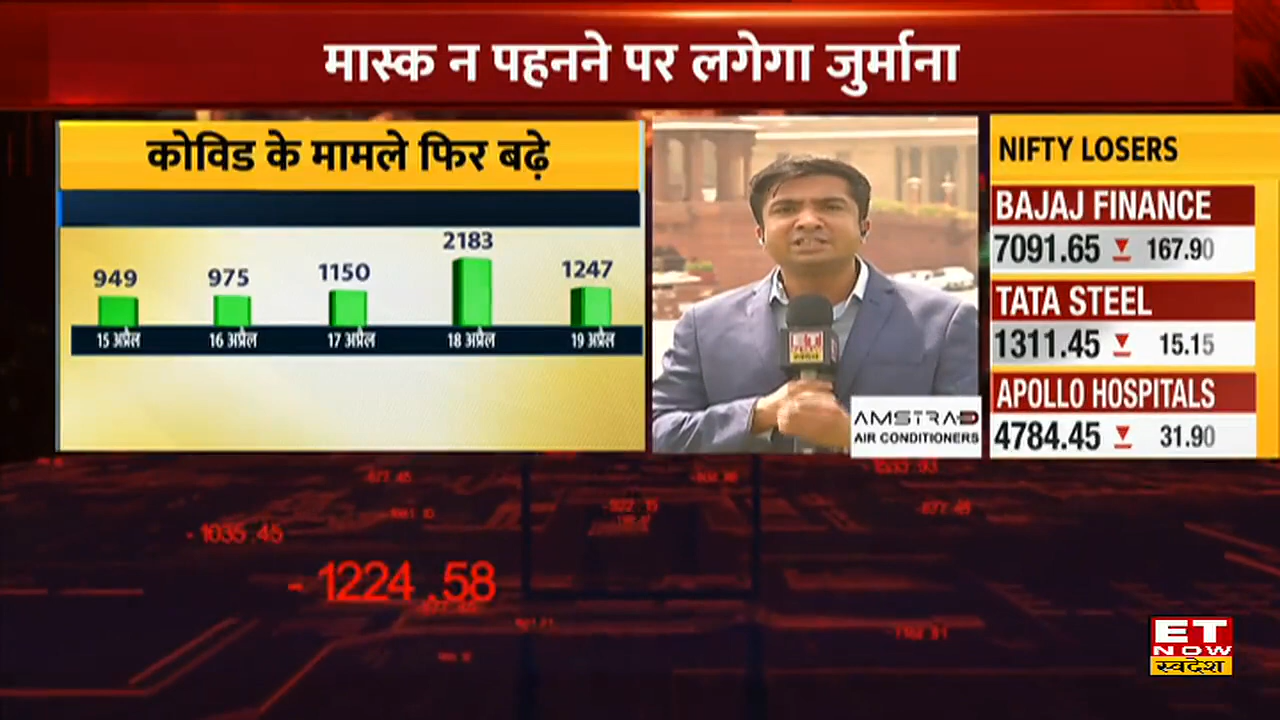 मास्क न पहनने पर लगेगा जुर्माना
कोविड के मामले फिर बढ़े
949
975
1150
2183
1247
15 अप्रैल
16 अप्रैल
17 अप्रैल
18 अप्रैल
19 अप्रैल
AMSTRAD
AIR CONDITIONERS
NIFTY LOSERS
BAJAJ FINANCE
7091.65 167.90
TATA STEEL
1311.45 15.15
APOLLO HOSPITALS
4784.45 31.90
- 1035.45
- 1224.58
ET
NOW
स्वदेश